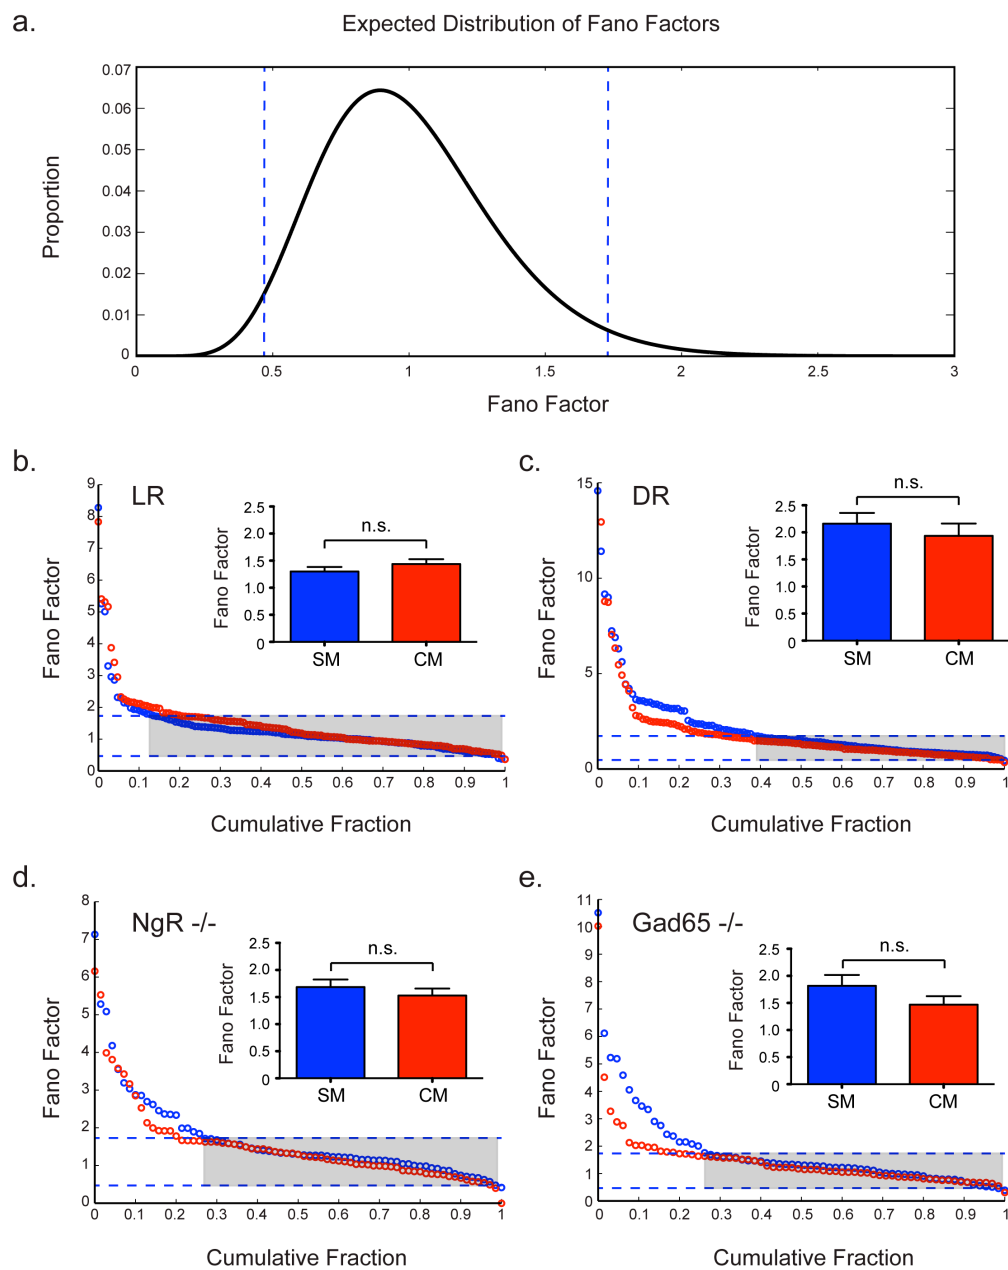 a.
Expected Distribution of Fano Factors
0.07
0.06
0.05
0.04
0.03
0.02
0.01
0
Proportion
0 0.5 1 1.5 2 2.5 3
Fano Factor
b.
LR
9
8
7
6
5
4
3
2
1
0
Fano Factor
0 0.1 0.2 0.3 0.4 0.5 0.6 0.7 0.8 0.9 1
Cumulative Fraction
2.5
2.0
1.5
1.0
0.5
0
Fano Factor
n.s.
SM CM
c.
DR
15
10
5
0
Fano Factor
0 0.1 0.2 0.3 0.4 0.5 0.6 0.7 0.8 0.9 1
Cumulative Fraction
2.5
2.0
1.5
1.0
0.5
0
Fano Factor
n.s.
SM CM
d.
NgR -/-
8
7
6
5
4
3
2
1
0
Fano Factor
0 0.1 0.2 0.3 0.4 0.5 0.6 0.7 0.8 0.9 1
Cumulative Fraction
2.5
2.0
1.5
1.0
0.5
0
Fano Factor
n.s.
SM CM
e.
Gad65 -/-
11
10
9
8
7
6
5
4
3
2
1
0
Fano Factor
0 0.1 0.2 0.3 0.4 0.5 0.6 0.7 0.8 0.9 1
Cumulative Fraction
2.5
2.0
1.5
1.0
0.5
0
Fano Factor
n.s.
SM CM